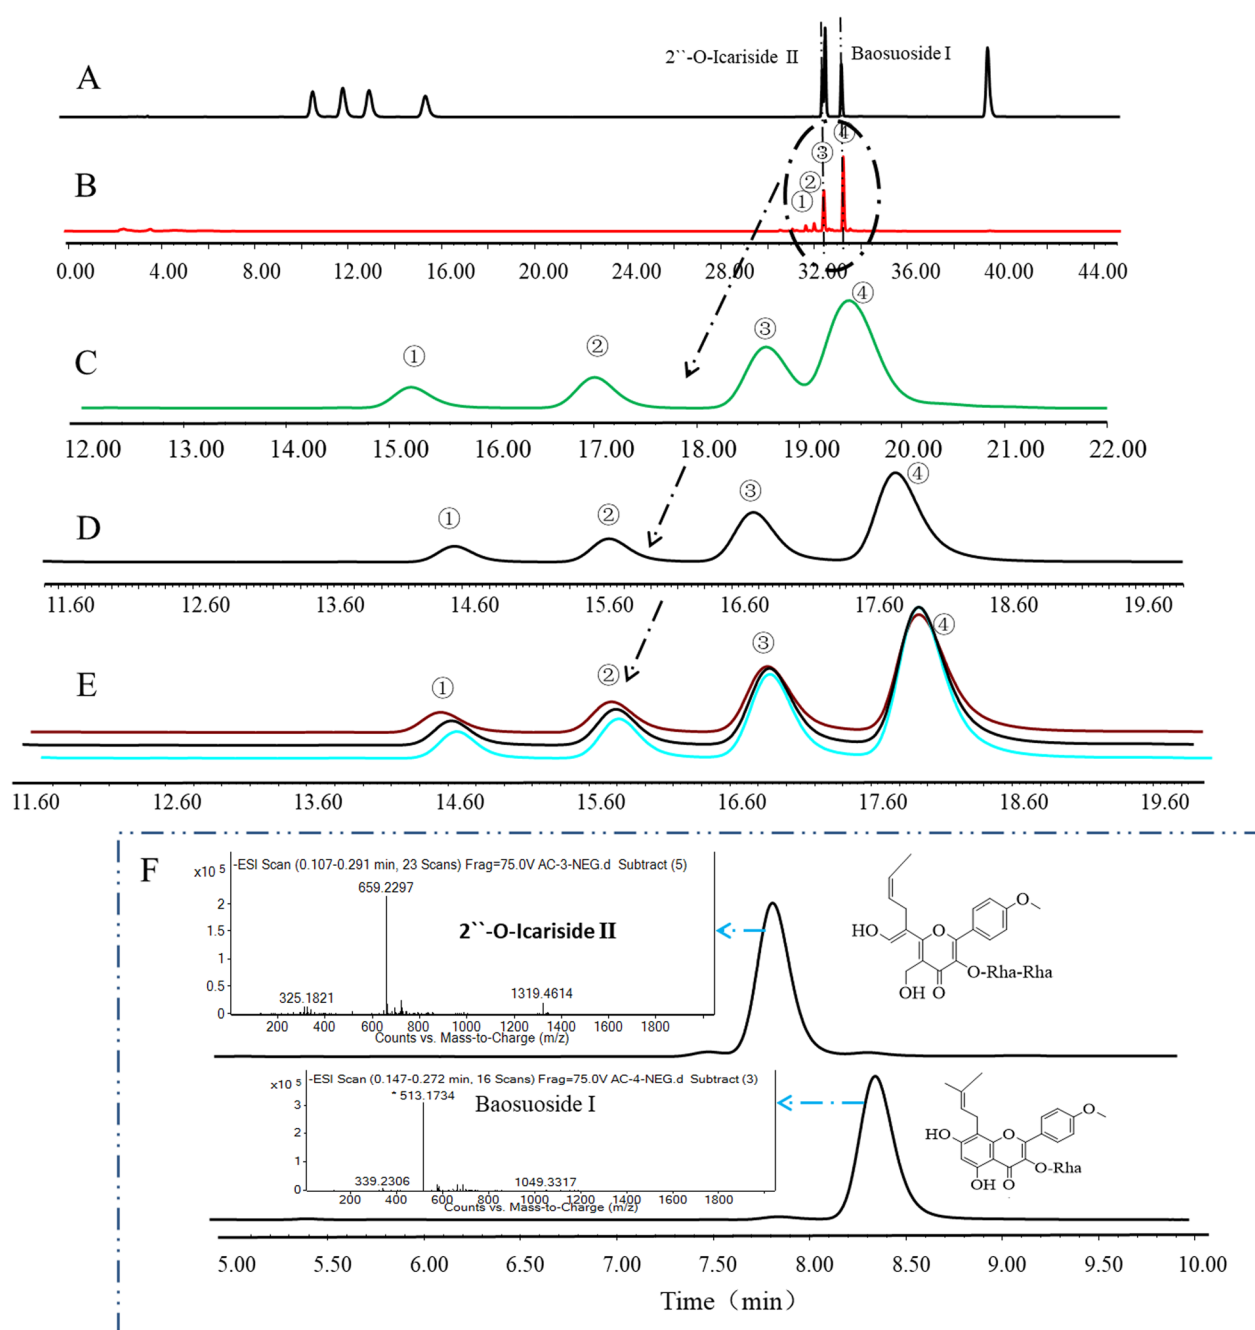 2``-O-Icariside II
Baosuoside I
A
④
③
②
①
B
0.00 4.00 8.00 12.00 16.00 20.00 24.00 28.00 32.00 36.00 40.00 44.00
① ② ③ ④
C
12.00 13.00 14.00 15.00 16.00 17.00 18.00 19.00 20.00 21.00 22.00
① ② ③ ④
D
11.60 12.60 13.60 14.60 15.60 16.60 17.60 18.60 19.60
① ② ③ ④
E
11.60 12.60 13.60 14.60 15.60 16.60 17.60 18.60 19.60
F
-ESI Scan (0.107-0.291 min, 23 Scans) Frag=75.0V AC-3-NEG.d Subtract (5)
x10 5
659.2297
2
2``-O-Icariside II
1.5
1
0.5
325.1821
1319.4614
0
200 400 600 800 1000 1200 1400 1600 1800
Counts vs. Mass-to-Charge (m/z)
HO
O
O
O-Rha-Rha
OH O
-ESI Scan (0.147-0.272 min, 16 Scans) Frag=75.0V AC-4-NEG.d Subtract (3)
x10 5
513.1734
Baosuoside I
3
2
1
339.2306
1049.3317
0
200 400 600 800 1000 1200 1400 1600 1800
Counts vs. Mass-to-Charge (m/z)
O
HO
O
O-Rha
OH O
5.00 5.50 6.00 6.50 7.00 7.50 8.00 8.50 9.00 9.50 10.00
Time（min）